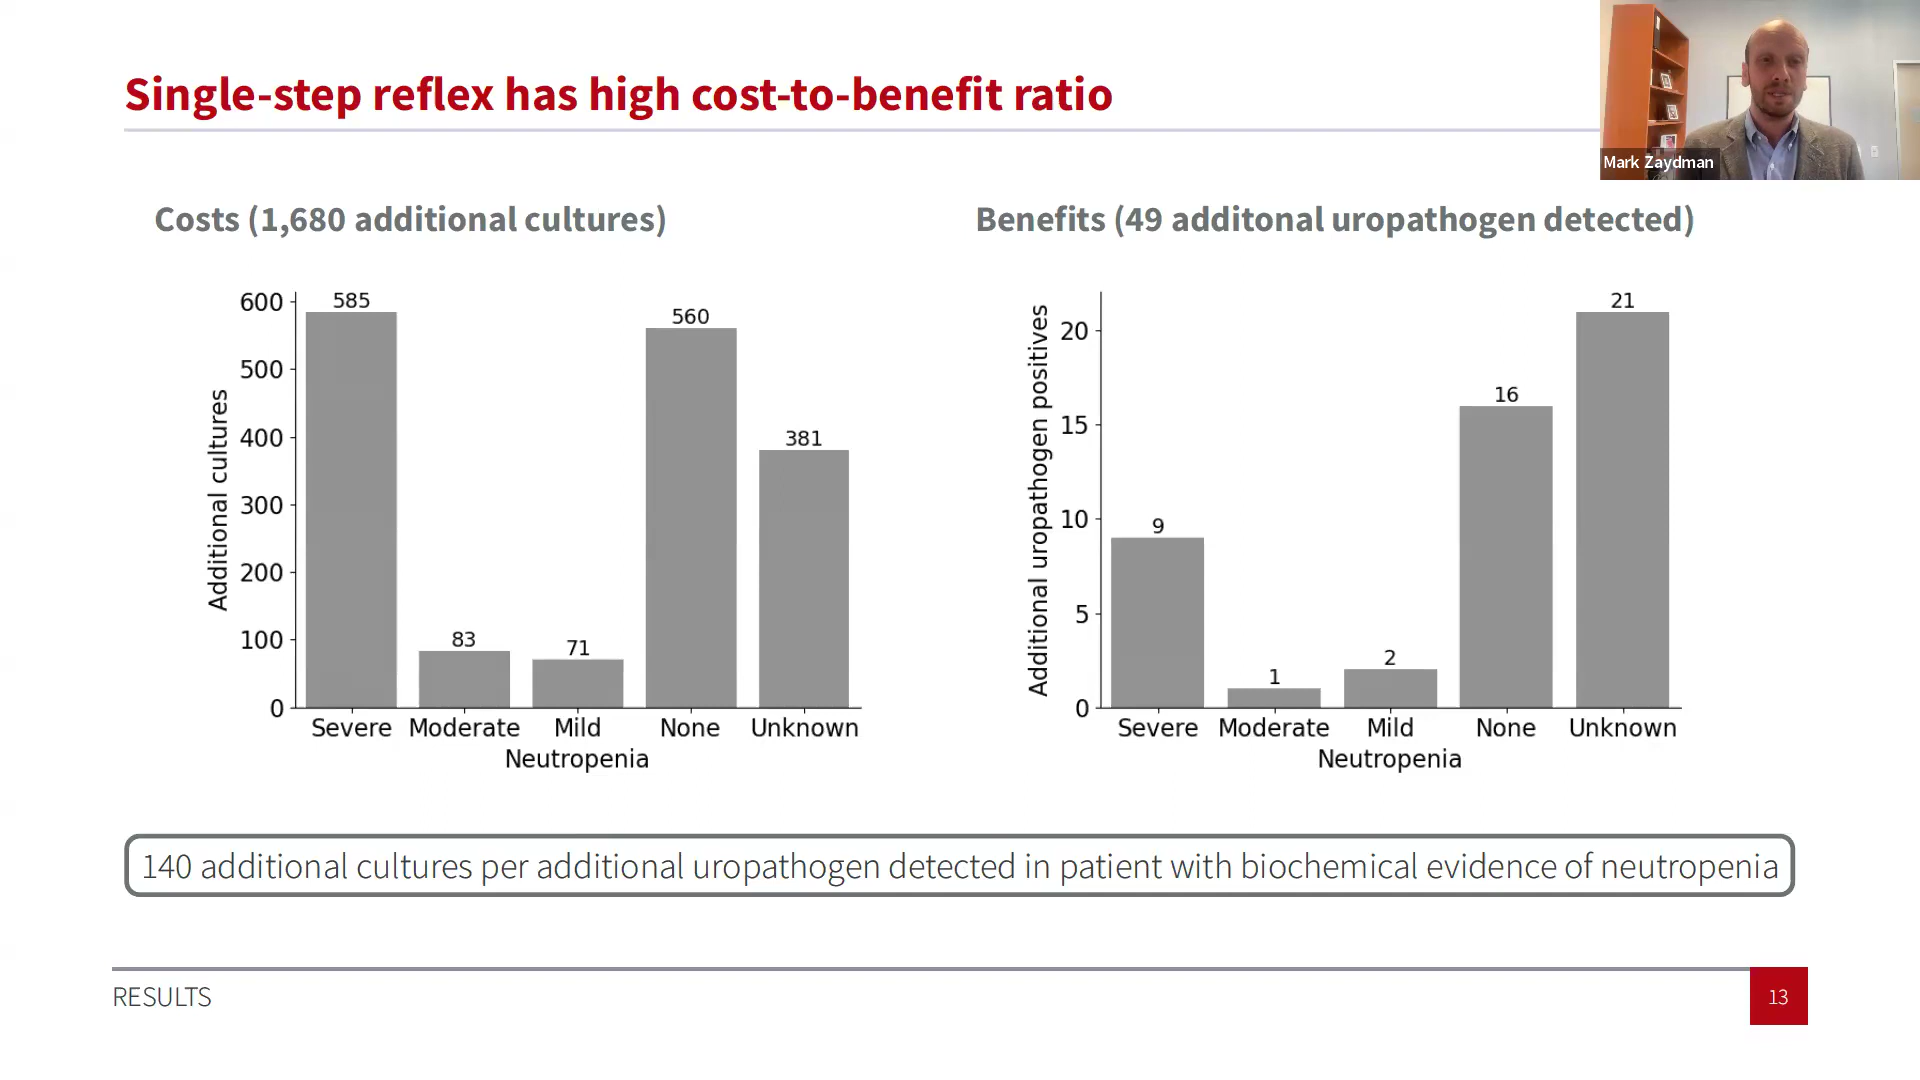 Single-step reflex has high cost-to-benefit ratio
Mark Zaydman
Costs (1,680 additional cultures)
Benefits (49 additonal uropathogen detected)
Additional cultures
600
500
400
300
200
100
0
585
83
71
560
381
Severe Moderate Mild None Unknown
Neutropenia
Additional uropathogen positives
20
15
10
5
0
9
1
2
16
21
Severe Moderate Mild None Unknown
Neutropenia
140 additional cultures per additional uropathogen detected in patient with biochemical evidence of neutropenia
RESULTS
13